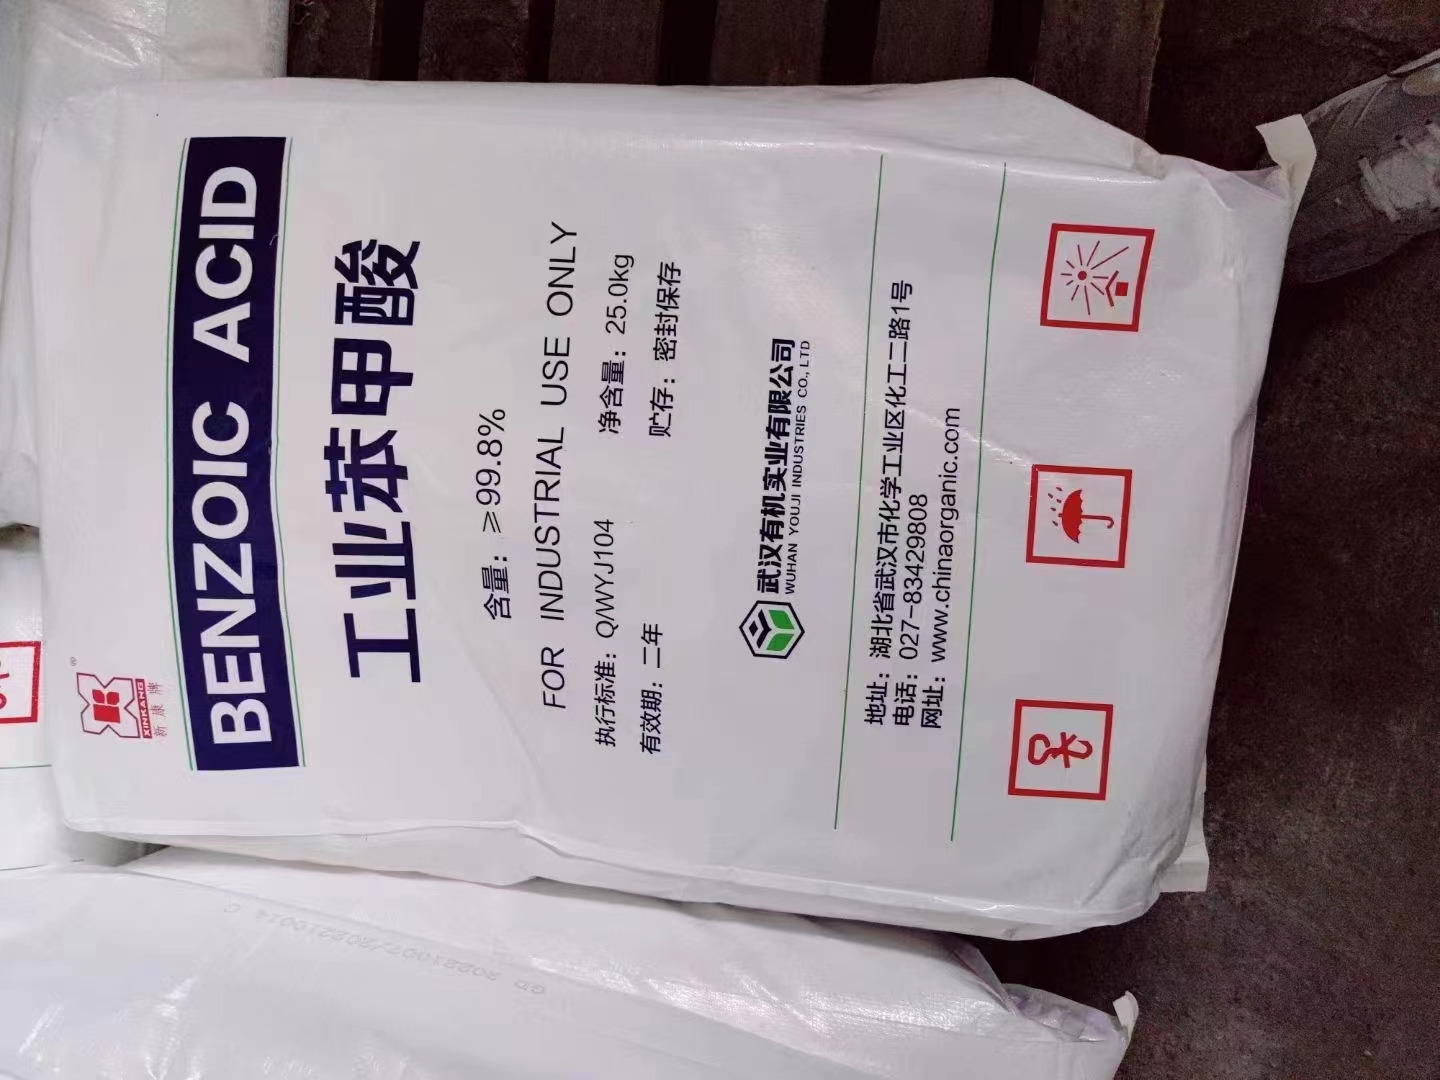 ®
XINKANG
新康牌
BENZOIC ACID
工业苯甲酸
含量：≥99.8%
FOR INDUSTRIAL USE ONLY
执行标准：Q/WYJ104 净含量：25.0kg
有效期：二年 贮存：密封保存
武汉有机实业有限公司
WUHAN YOUJI INDUSTRIES CO., LTD
地址：湖北省武汉市化学工业区化工二路1号
电话：027-83429808
网址：www.chinaorganic.com
GD 20221007/202210014 C